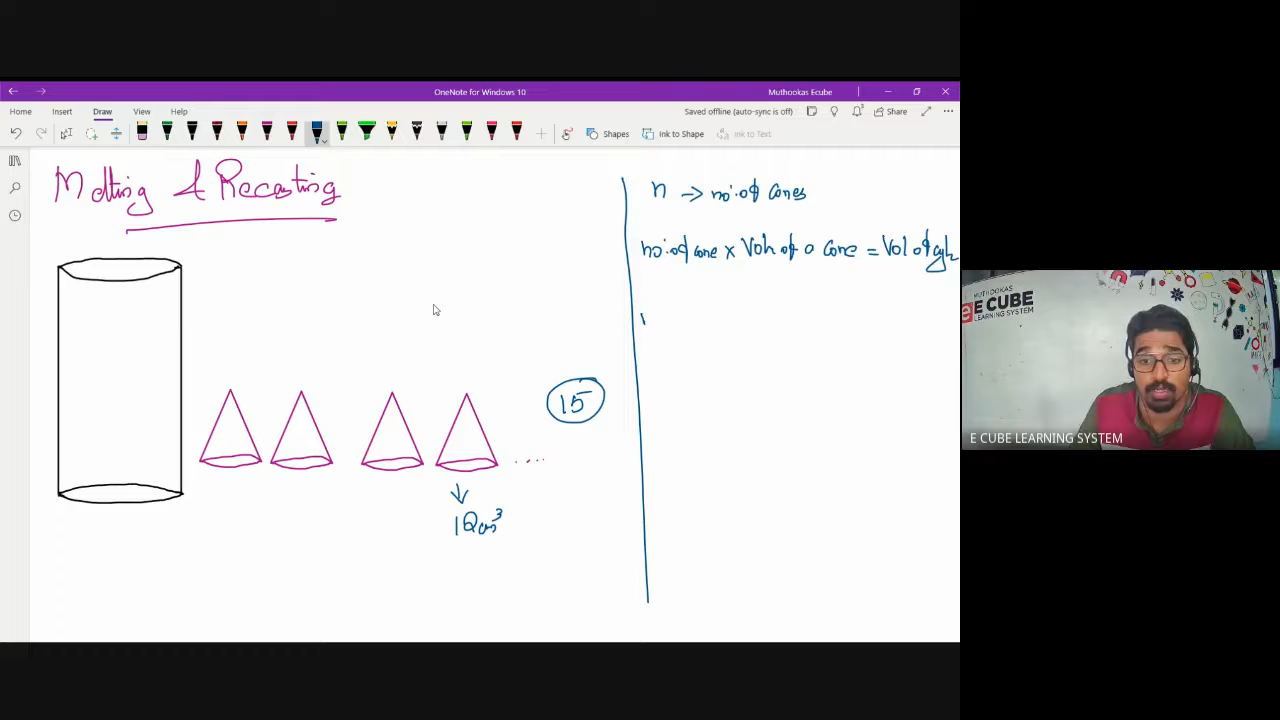 OneNote for Windows 10
Muthookas Ecube
Home Insert Draw View Help
Saved offline (auto-sync is off)
Share
Shapes
Ink to Shape
Ink to Text
Melting & Recasting
n → no: of cones
no: of cone x Vol of a cone = Vol of cyl
15
10cm³
MUTHOOKAS
E CUBE
LEARNING SYSTEM
E CUBE LEARNING SYSTEM